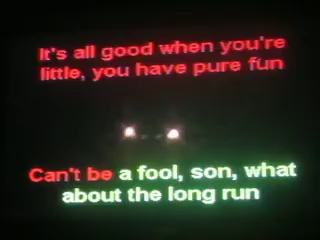 It's all good when you're
little, you have pure fun
Can't be a fool, son, what
about the long run